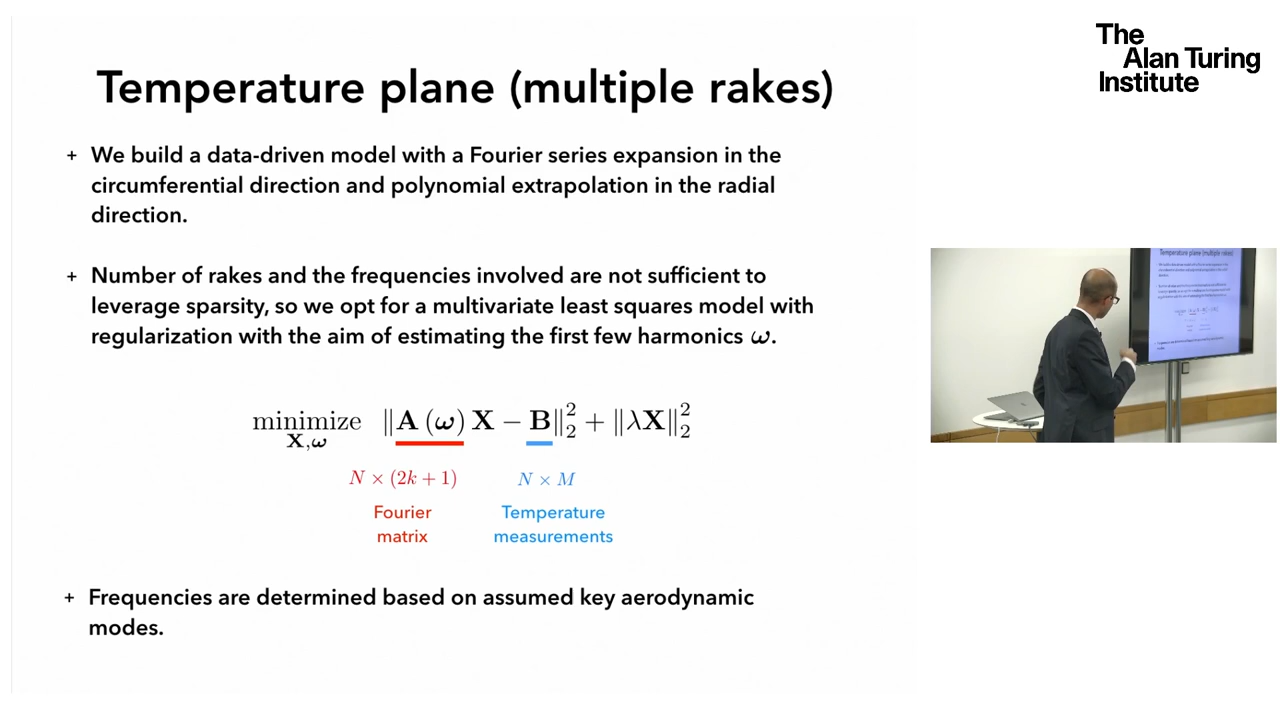 The
Alan Turing
Institute
Temperature plane (multiple rakes)
+ We build a data-driven model with a Fourier series expansion in the
circumferential direction and polynomial extrapolation in the radial
direction.
+ Number of rakes and the frequencies involved are not sufficient to
leverage sparsity, so we opt for a multivariate least squares model with
regularization with the aim of estimating the first few harmonics ω.
minimize ‖A (ω) X − B‖₂² + ‖λX‖₂²
X,ω
N × (2k + 1) N × M
Fourier Temperature
matrix measurements
+ Frequencies are determined based on assumed key aerodynamic
modes.
Temperature plane (multiple rakes)